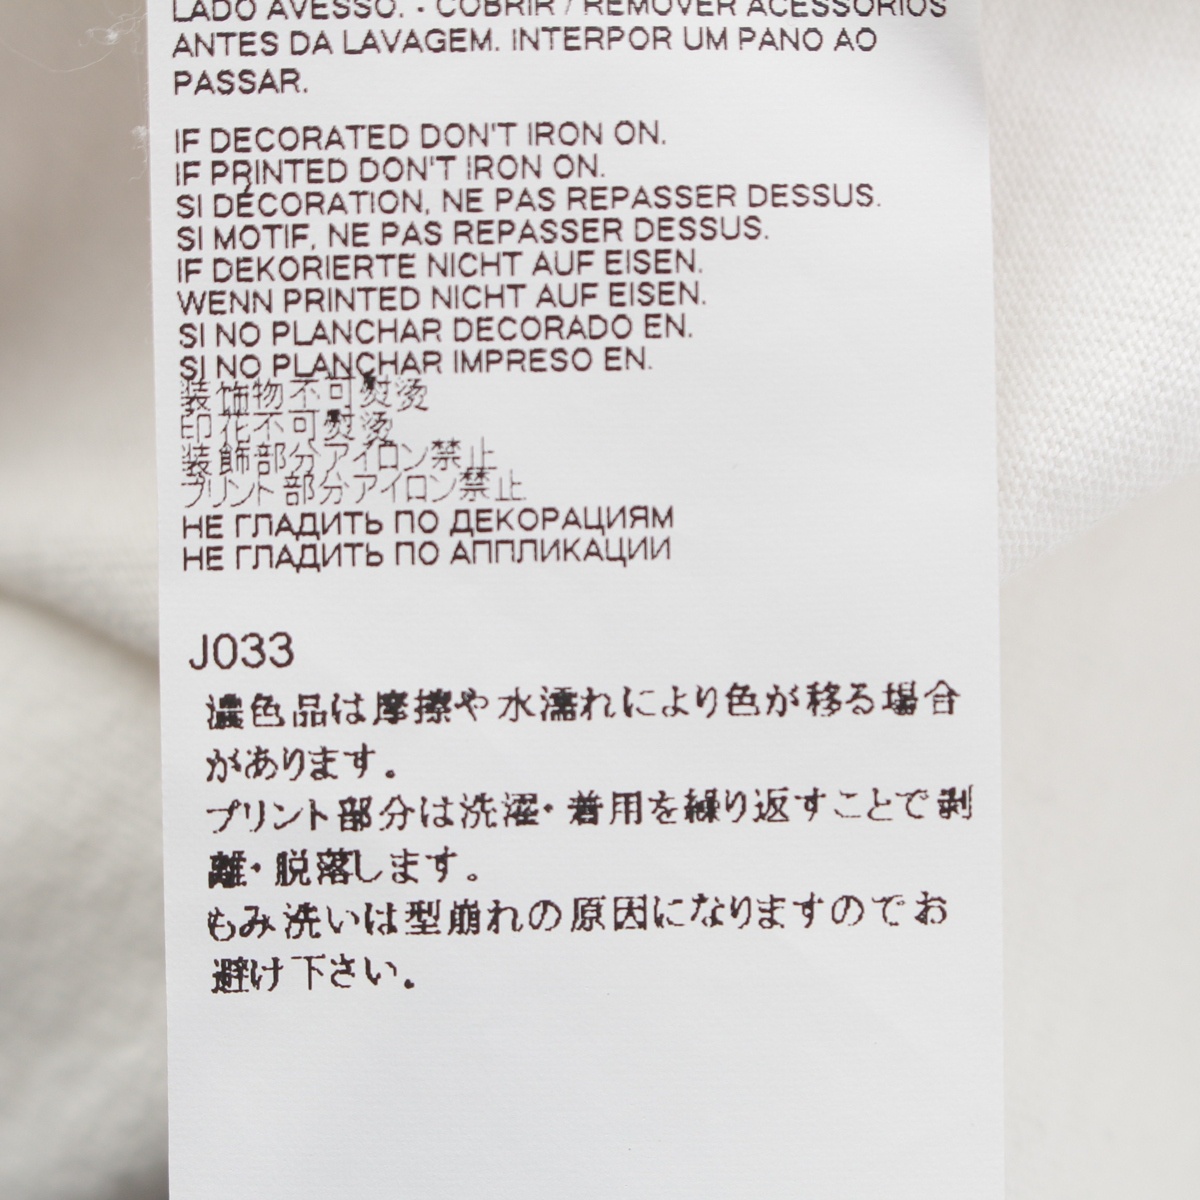 LADO AVESSO. - COBRIR / REMOVER ACESSÓRIOS
ANTES DA LAVAGEM. INTERPOR UM PANO AO
PASSAR.
IF DECORATED DON'T IRON ON.
IF PRINTED DON'T IRON ON.
SI DÉCORATION, NE PAS REPASSER DESSUS.
SI MOTIF, NE PAS REPASSER DESSUS.
IF DEKORIERTE NICHT AUF EISEN.
WENN PRINTED NICHT AUF EISEN.
SI NO PLANCHAR DECORADO EN.
SI NO PLANCHAR IMPRESO EN.
装饰物不可熨烫
印花不可熨烫
装飾部分アイロン禁止
プリント部分アイロン禁止
НЕ ГЛАДИТЬ ПО ДЕКОРАЦИЯМ
НЕ ГЛАДИТЬ ПО АППЛИКАЦИИ
J033
濃色品は摩擦や水濡れにより色が移る場合
があります。
プリント部分は洗濯・着用を繰り返すことで剥
離・脱落します。
もみ洗いは型崩れの原因になりますのでお
避け下さい。